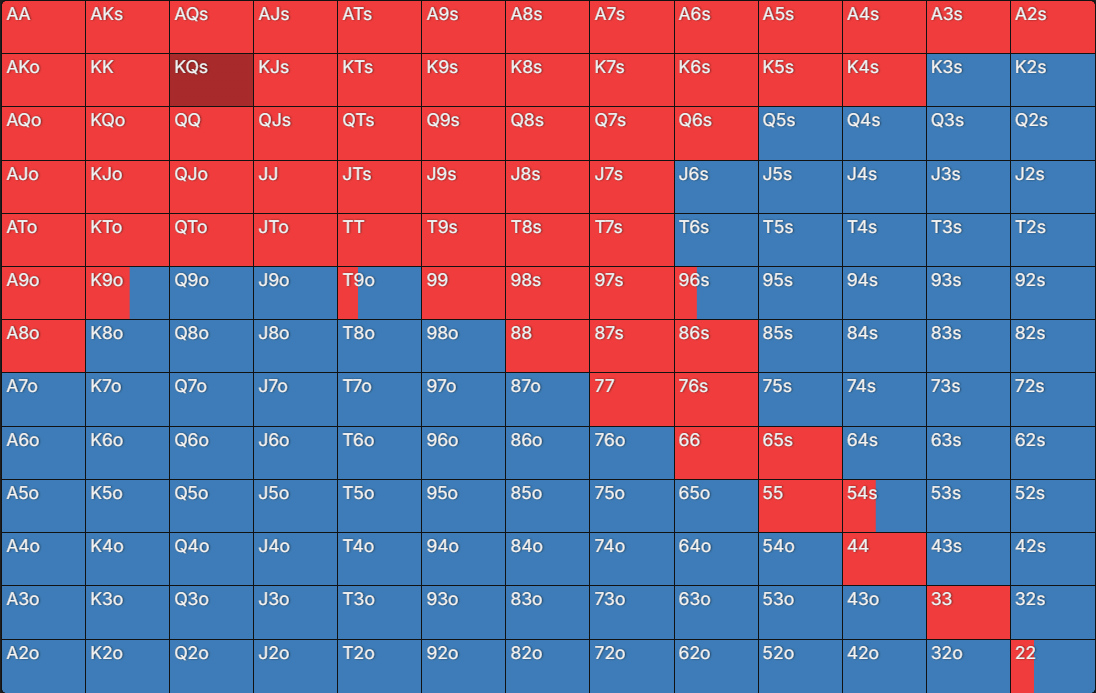 AA AKs AQs AJs ATs A9s A8s A7s A6s A5s A4s A3s A2s
AKo KK KQs KJs KTs K9s K8s K7s K6s K5s K4s K3s K2s
AQo KQo QQ QJs QTs Q9s Q8s Q7s Q6s Q5s Q4s Q3s Q2s
AJo KJo QJo JJ JTs J9s J8s J7s J6s J5s J4s J3s J2s
ATo KTo QTo JTo TT T9s T8s T7s T6s T5s T4s T3s T2s
A9o K9o Q9o J9o T9o 99 98s 97s 96s 95s 94s 93s 92s
A8o K8o Q8o J8o T8o 98o 88 87s 86s 85s 84s 83s 82s
A7o K7o Q7o J7o T7o 97o 87o 77 76s 75s 74s 73s 72s
A6o K6o Q6o J6o T6o 96o 86o 76o 66 65s 64s 63s 62s
A5o K5o Q5o J5o T5o 95o 85o 75o 65o 55 54s 53s 52s
A4o K4o Q4o J4o T4o 94o 84o 74o 64o 54o 44 43s 42s
A3o K3o Q3o J3o T3o 93o 83o 73o 63o 53o 43o 33 32s
A2o K2o Q2o J2o T2o 92o 82o 72o 62o 52o 42o 32o 22